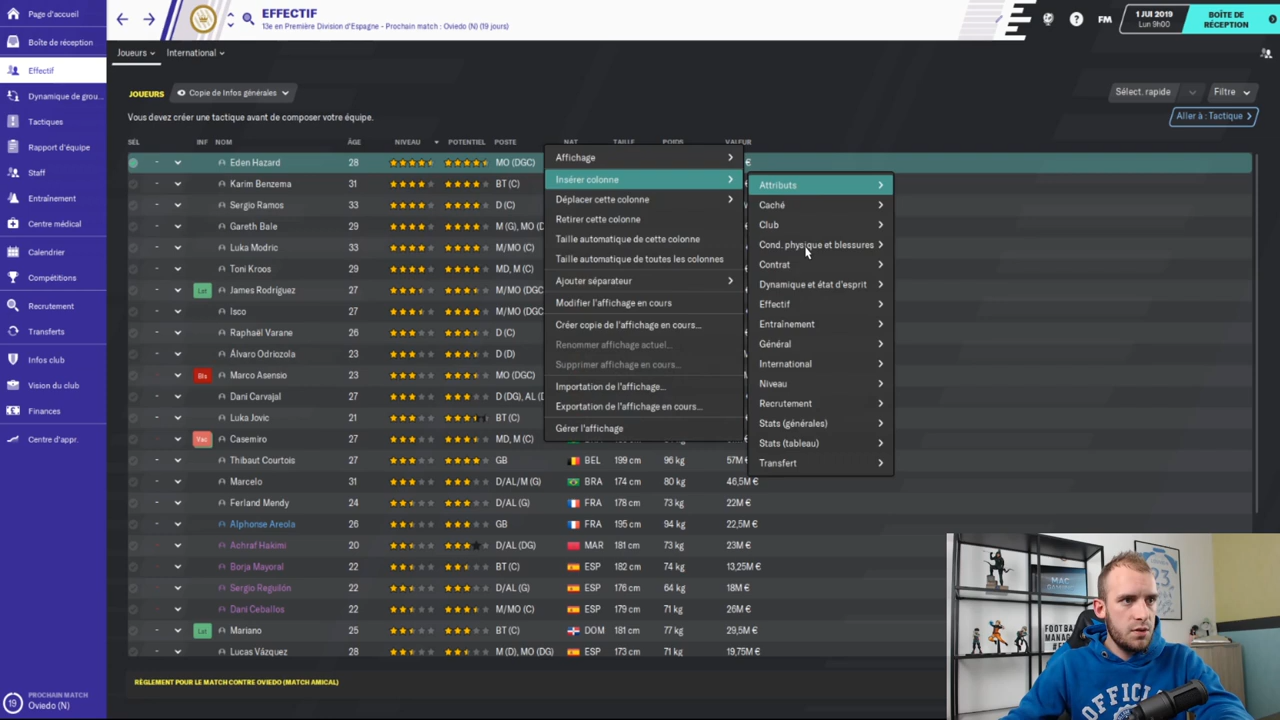 Page d'accueil
EFFECTIF
13e en Première Division d'Espagne - Prochain match : Oviedo (N) (19 jours)
FM
1 JUI 2019
Lun 9h00
BOÎTE DE
RÉCEPTION
Boîte de réception
Effectif
Dynamique de grou...
Tactiques
Rapport d'équipe
Staff
Entraînement
Centre médical
Calendrier
Compétitions
Recrutement
Transferts
Infos club
Vision du club
Finances
Centre d'appr.
Joueurs
International
JOUEURS
Copie de Infos générales
Sélect. rapide
Filtre
Vous devez créer une tactique avant de composer votre équipe.
Aller à : Tactique
SÉL INF NOM ÂGE NIVEAU POTENTIEL POSTE NAT TAILLE POIDS VALEUR
- Eden Hazard 28 MO (DGC) €
- Karim Benzema 31 BT (C)
- Sergio Ramos 33 D (C)
- Gareth Bale 29 M (G), MO (D
- Luka Modric 33 M/MO (C)
- Toni Kroos 29 MD, M (C)
- Let James Rodríguez 27 M/MO (D
- Isco 27 M/MO (D
- Raphaël Varane 26 D (C)
- Álvaro Odriozola 23 D (D)
- Bls Marco Asensio 23 MO (DGC)
- Dani Carvajal 27 D (DG), AL (D
- Luka Jovic 21 BT (C)
- Vac Casemiro 27 MD, M (C)
- Thibaut Courtois 27 GB BEL 199 cm 96 kg 57M €
- Marcelo 31 D/AL/M (G) BRA 174 cm 80 kg 46,5M €
- Ferland Mendy 24 D/AL (G) FRA 178 cm 73 kg 22M €
- Alphonse Areola 26 GB FRA 195 cm 94 kg 22,5M €
- Achraf Hakimi 20 D/AL (DG) MAR 181 cm 73 kg 23M €
- Borja Mayoral 22 BT (C) ESP 182 cm 74 kg 13,25M €
- Sergio Reguilón 22 D/AL (G) ESP 176 cm 64 kg 18M €
- Dani Ceballos 22 M/MO (C) ESP 179 cm 71 kg 26M €
- Let Mariano 25 BT (C) DOM 181 cm 77 kg 29,5M €
- Lucas Vázquez 28 M (D), MO (DG) ESP 173 cm 71 kg 19,75M €
Affichage
Insérer colonne
Déplacer cette colonne
Retirer cette colonne
Taille automatique de cette colonne
Taille automatique de toutes les colonnes
Ajouter séparateur
Modifier l'affichage en cours
Créer copie de l'affichage en cours...
Renommer affichage actuel...
Supprimer affichage en cours...
Importation de l'affichage...
Exportation de l'affichage en cours...
Gérer l'affichage
Attributs
Caché
Club
Cond. physique et blessures
Contrat
Dynamique et état d'esprit
Effectif
Entraînement
Général
International
Niveau
Recrutement
Stats (générales)
Stats (tableau)
Transfert
RÈGLEMENT POUR LE MATCH CONTRE OVIEDO (MATCH AMICAL)
19
PROCHAIN MATCH
Oviedo (N)
MAC
FOOT
OFFICI